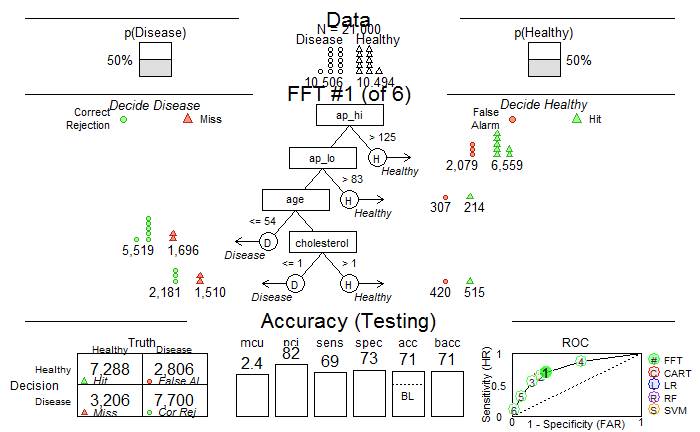 Data
p(Disease)
N = 21,000
p(Healthy)
Disease Healthy
50%
50%
10,506 10,494
FFT #1 (of 6)
Decide Disease
Decide Healthy
Correct
Rejection
Miss
False
Alarm
Hit
ap_hi
> 125
H
Healthy
2,079 6,559
ap_lo
> 83
H
Healthy
307 214
age
<= 54
D
Disease
5,519 1,696
cholesterol
<= 1
> 1
D
H
Disease
Healthy
2,181 1,510
420 515
Accuracy (Testing)
Truth
Healthy Disease
Decision
Healthy
7,288 2,806
Hit False Al
Disease
3,206 7,700
Miss Cor Rej
mcu pci sens spec acc bacc
2.4 82 69 73 71 71
BL
ROC
Sensitivity (HR)
1 - Specificity (FAR)
0 1
1
2
3
4
5
6
# FFT
C CART
L LR
R RF
S SVM